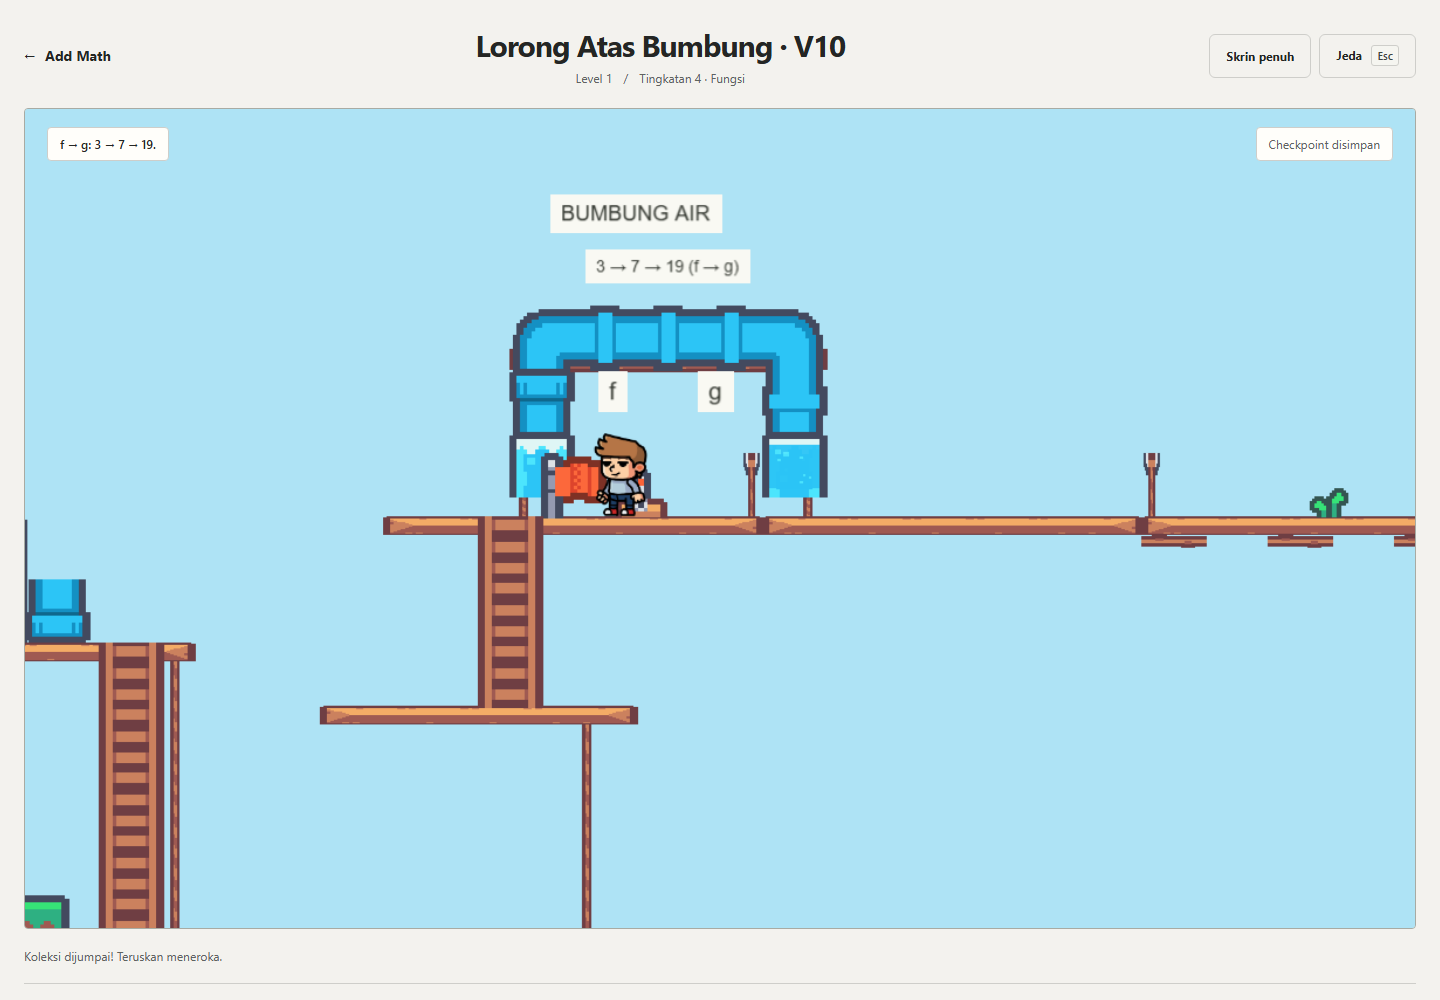 ← Add Math
Lorong Atas Bumbung · V10
Level 1 / Tingkatan 4 · Fungsi
Skrin penuh
Jeda Esc
f → g: 3 → 7 → 19.
Checkpoint disimpan
BUMBUNG AIR
3 → 7 → 19 (f → g)
f
g
Koleksi dijumpai! Teruskan meneroka.